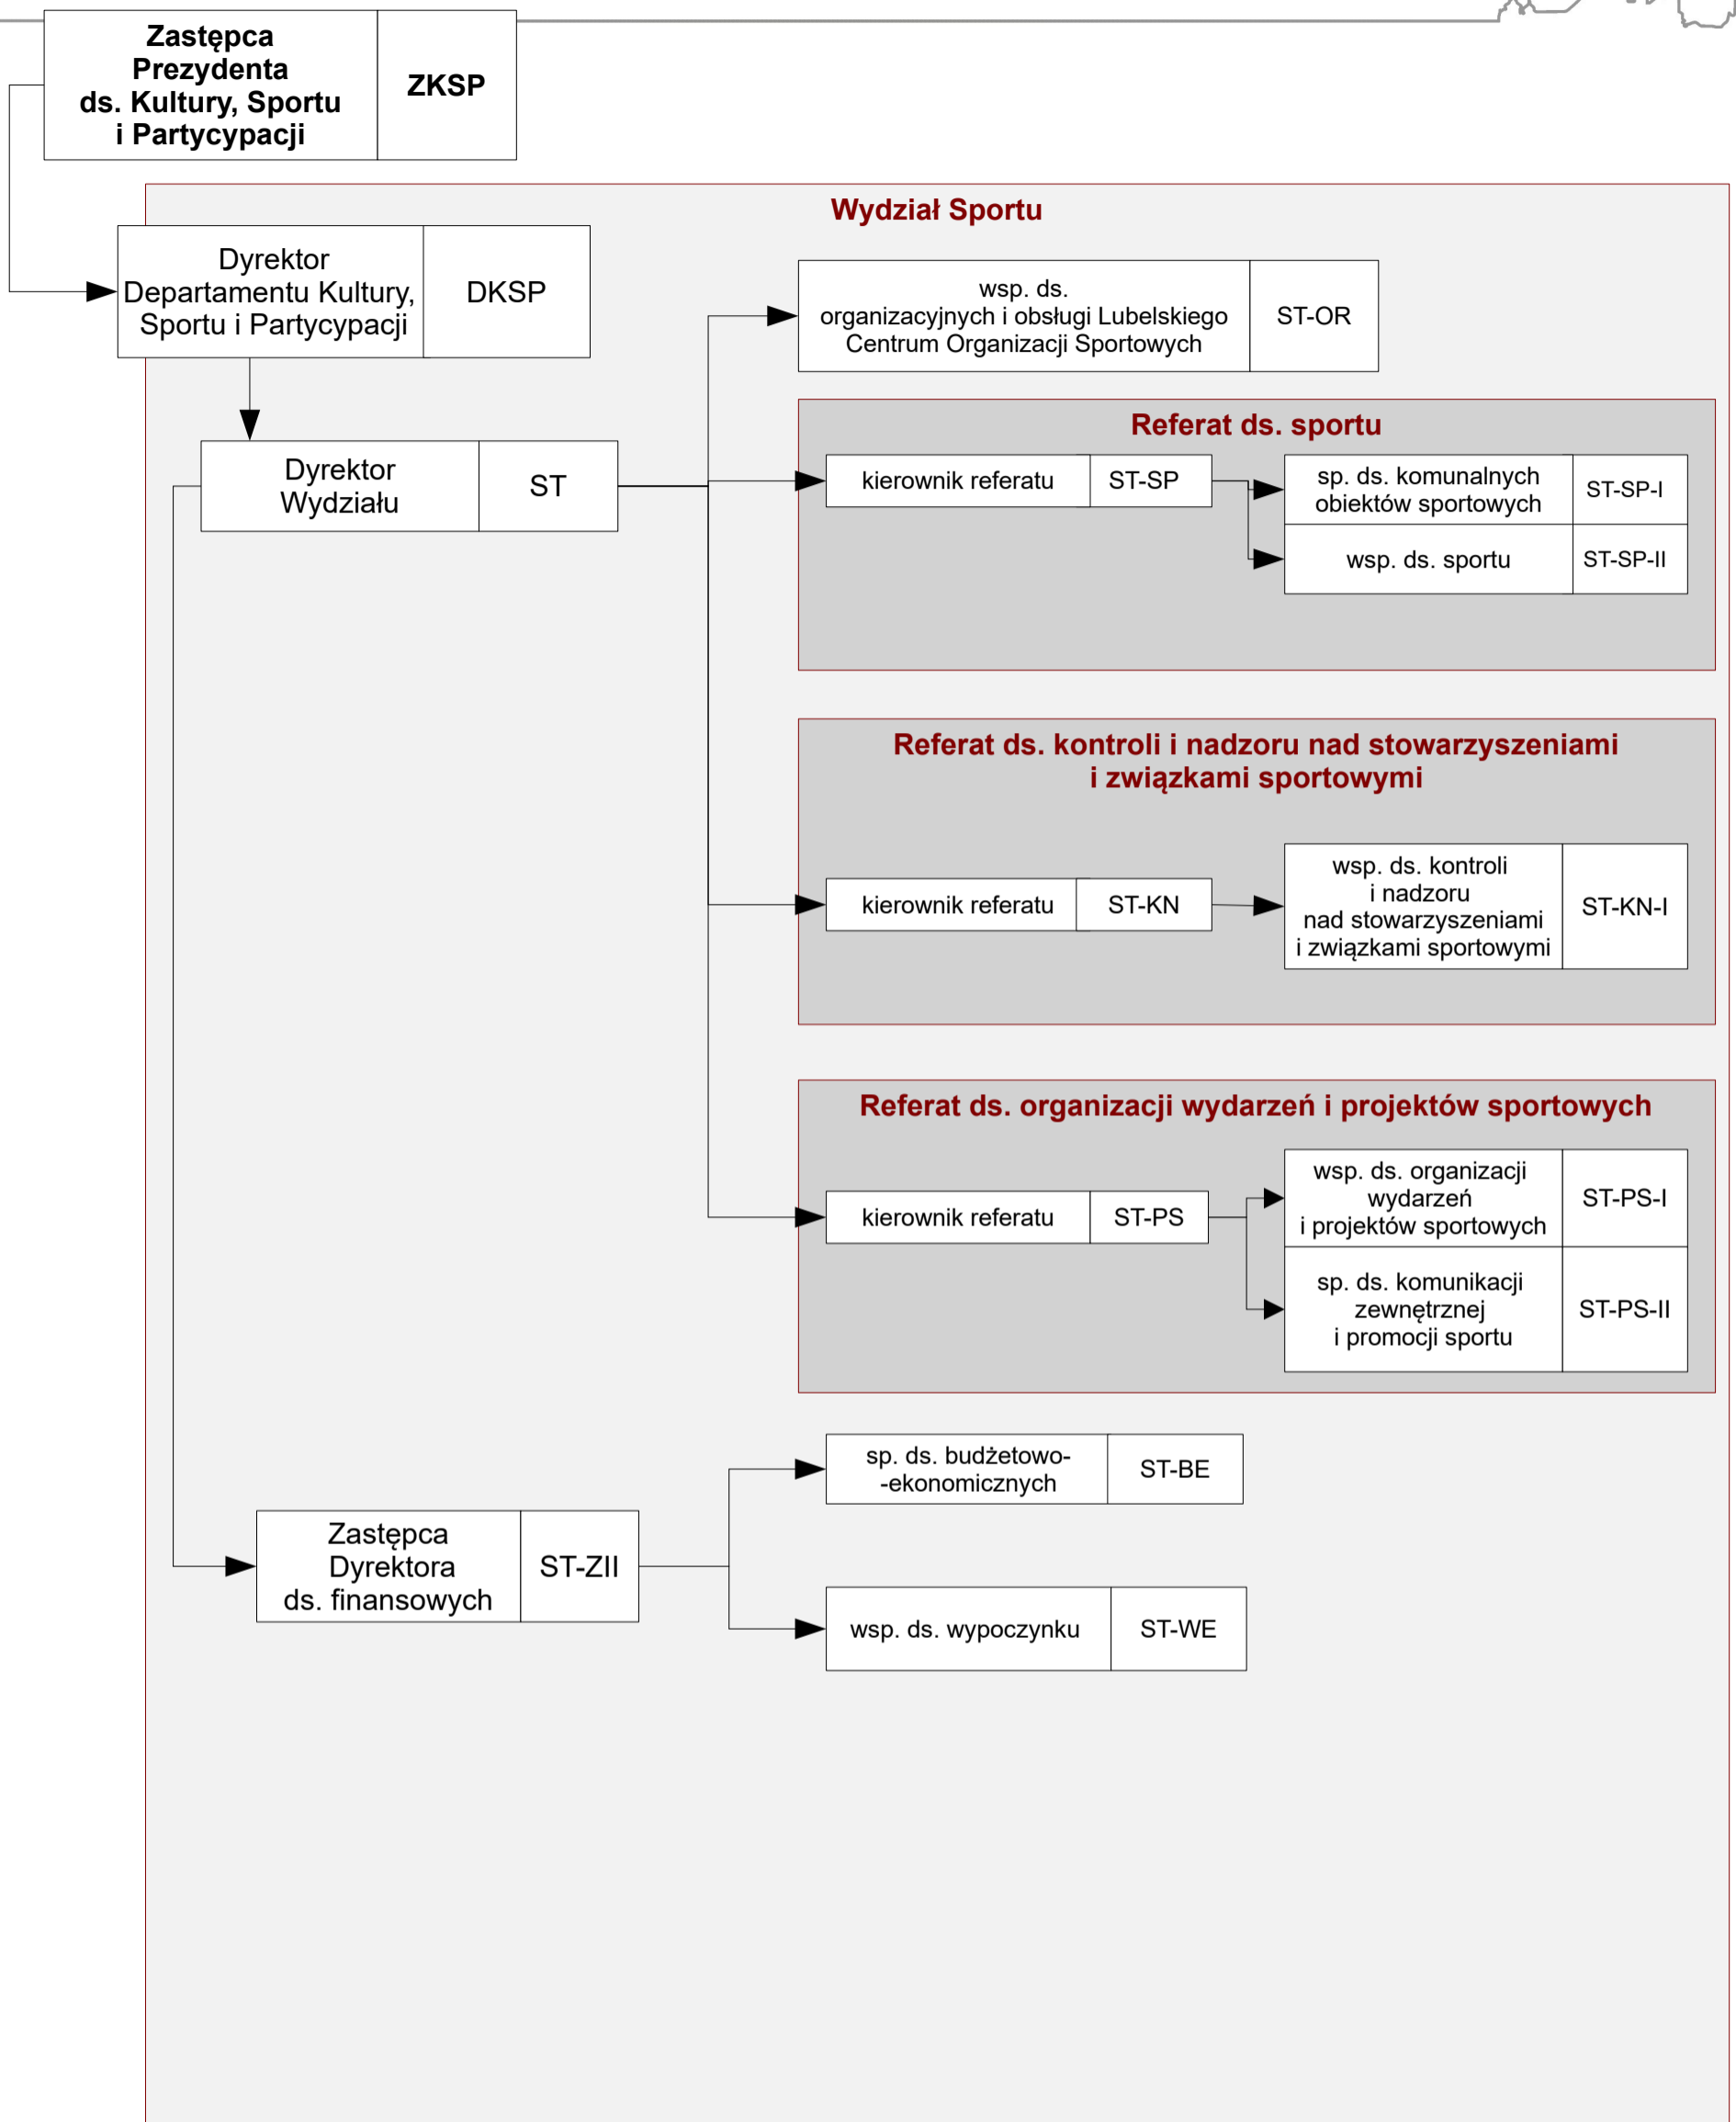 Zastępca
Prezydenta
ds. Kultury, Sportu
i Partycypacji
ZKSP
Wydział Sportu
Dyrektor
Departamentu Kultury,
Sportu i Partycypacji
DKSP
wsp. ds.
organizacyjnych i obsługi Lubelskiego
Centrum Organizacji Sportowych
ST-OR
Dyrektor
Wydziału
ST
Referat ds. sportu
kierownik referatu
ST-SP
sp. ds. komunalnych
obiektów sportowych
ST-SP-I
wsp. ds. sportu
ST-SP-II
Referat ds. kontroli i nadzoru nad stowarzyszeniami
i związkami sportowymi
kierownik referatu
ST-KN
wsp. ds. kontroli
i nadzoru
nad stowarzyszeniami
i związkami sportowymi
ST-KN-I
Referat ds. organizacji wydarzeń i projektów sportowych
kierownik referatu
ST-PS
wsp. ds. organizacji
wydarzeń
i projektów sportowych
ST-PS-I
sp. ds. komunikacji
zewnętrznej
i promocji sportu
ST-PS-II
Zastępca
Dyrektora
ds. finansowych
ST-ZII
sp. ds. budżetowo-
-ekonomicznych
ST-BE
wsp. ds. wypoczynku
ST-WE